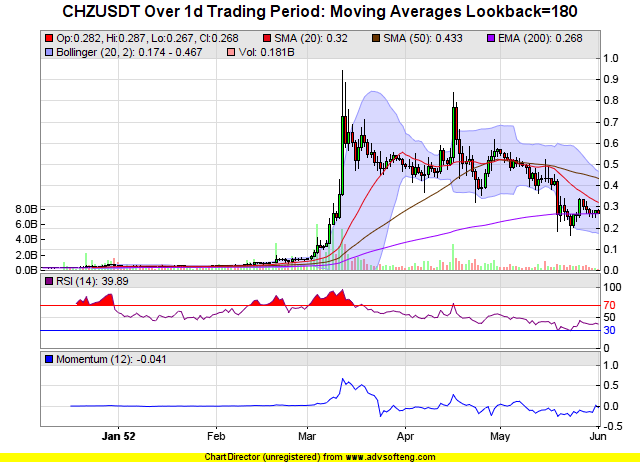 CHZUSDT Over 1d Trading Period: Moving Averages Lookback=180
Op:0.282, Hi:0.287, Lo:0.267, Cl:0.268 SMA (20): 0.32 SMA (50): 0.433 EMA (200): 0.268
Bollinger (20, 2): 0.174 - 0.467 Vol: 0.181B
1.0
0.9
0.8
0.7
0.6
0.5
0.4
8.0B 0.3
6.0B
4.0B 0.2
2.0B 0.1
0.0B 0.0
RSI (14): 39.89
100
70
50
30
0
Momentum (12): -0.041
1.0
0.5
0.0
-0.5
Jan 52 Feb Mar Apr May Jun
ChartDirector (unregistered) from www.advsofteng.com